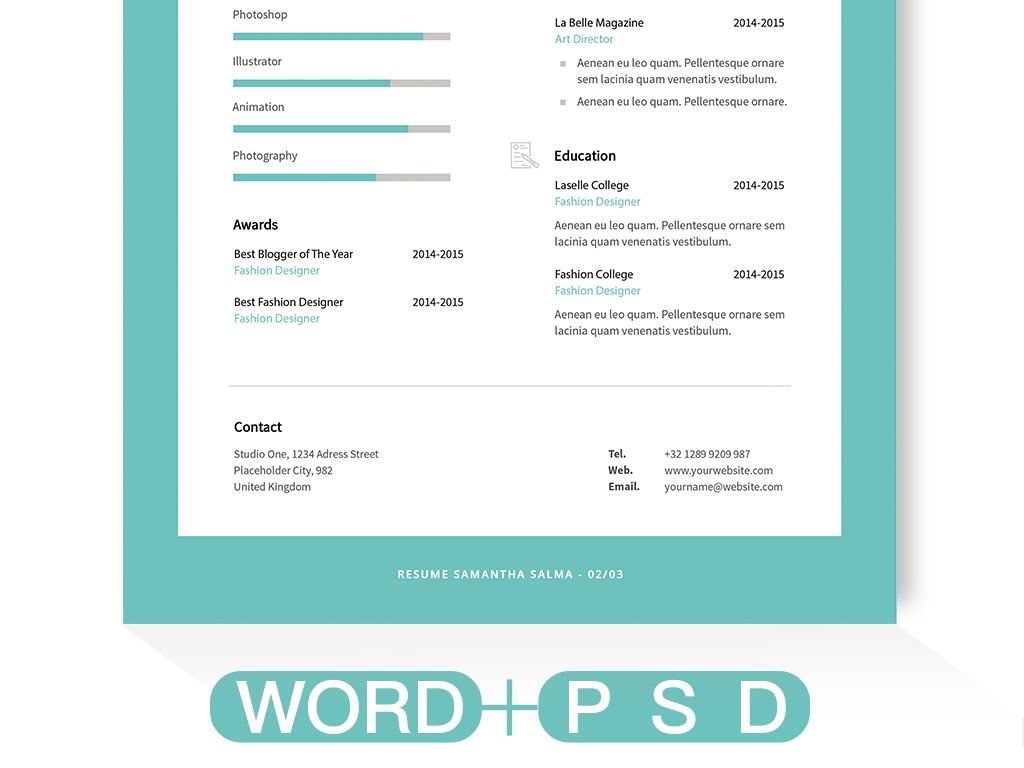 Photoshop
Illustrator
Animation
Photography
Awards
Best Blogger of The Year 2014-2015
Fashion Designer
Best Fashion Designer 2014-2015
Fashion Designer
La Belle Magazine 2014-2015
Art Director
Aenean eu leo quam. Pellentesque ornare
sem lacinia quam venenatis vestibulum.
Aenean eu leo quam. Pellentesque ornare.
Education
Laselle College 2014-2015
Fashion Designer
Aenean eu leo quam. Pellentesque ornare sem
lacinia quam venenatis vestibulum.
Fashion College 2014-2015
Fashion Designer
Aenean eu leo quam. Pellentesque ornare sem
lacinia quam venenatis vestibulum.
Contact
Studio One, 1234 Adress Street
Placeholder City, 982
United Kingdom
Tel. +32 1289 9209 987
Web. www.yourwebsite.com
Email. yourname@website.com
RESUME SAMANTHA SALMA - 02/03
WORD+PSD